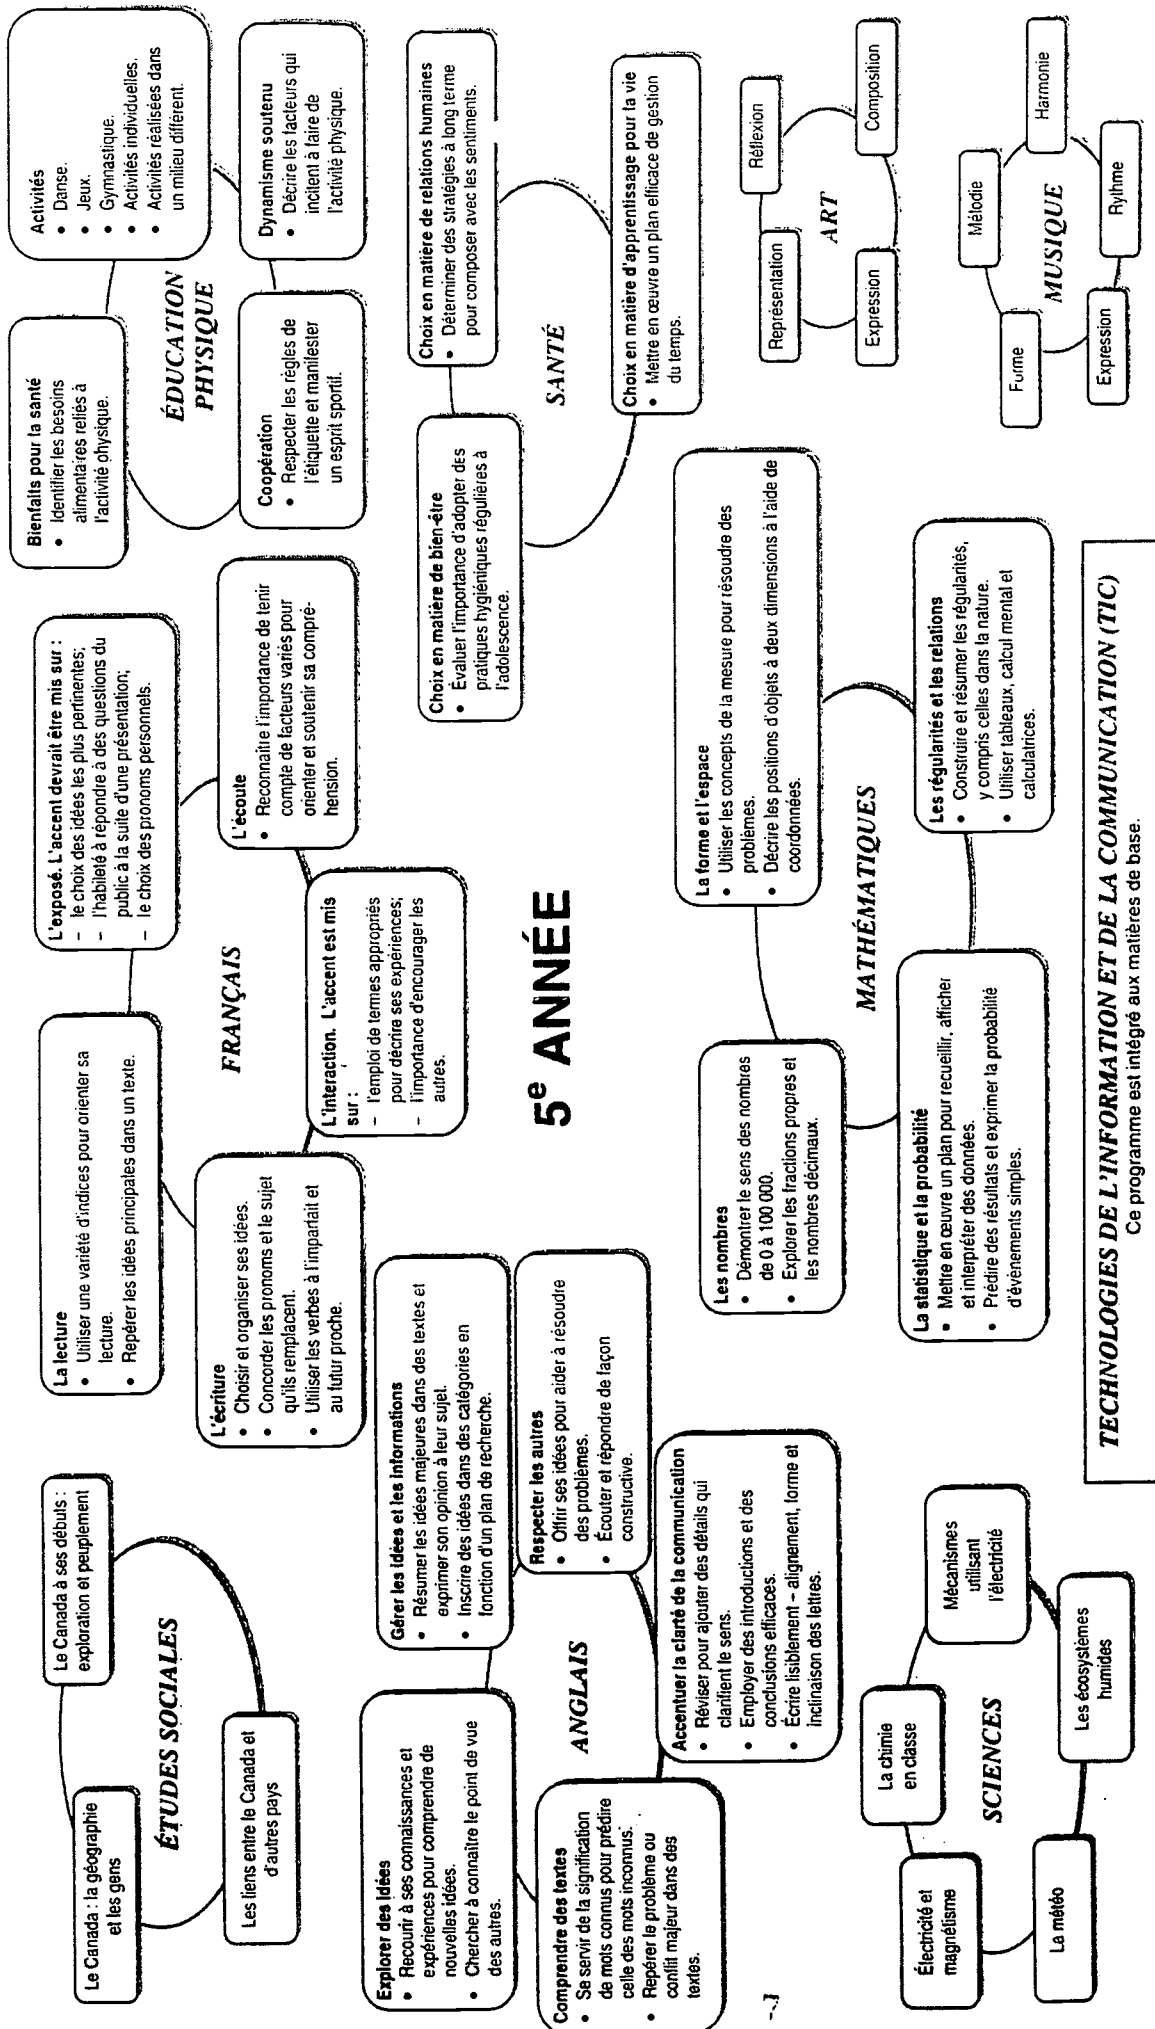 ÉTUDES SOCIALES
Le Canada : la géographie
et les gens
Le Canada à ses débuts :
exploration et peuplement
Les liens entre le Canada et
d'autres pays
FRANÇAIS
La lecture
• Utiliser une variété d'indices pour orienter sa
lecture.
• Repérer les idées principales dans un texte.
L'exposé. L'accent devrait être mis sur :
– le choix des idées les plus pertinentes;
– l'habileté à répondre à des questions du
public à la suite d'une présentation;
– le choix des pronoms personnels.
L'écriture
• Choisir et organiser ses idées.
• Concorder les pronoms et le sujet
qu'ils remplacent.
• Utiliser les verbes à l'imparfait et
au futur proche.
L'interaction. L'accent est mis
sur :
– l'emploi de termes appropriés
pour décrire ses expériences;
– l'importance d'encourager les
autres.
L'écoute
• Reconnaître l'importance de tenir
compte de facteurs variés pour
orienter et soutenir sa compré-
hension.
ÉDUCATION
PHYSIQUE
Bienfaits pour la santé
• Identifier les besoins
alimentaires reliés à
l'activité physique.
Activités
• Danse.
• Jeux.
• Gymnastique.
• Activités individuelles.
• Activités réalisées dans
un milieu différent.
Coopération
• Respecter les règles de
l'étiquette et manifester
un esprit sportif.
Dynamisme soutenu
• Décrire les facteurs qui
incitent à faire de
l'activité physique.
ANGLAIS
Explorer des idées
• Recourir à ses connaissances et
expériences pour comprendre de
nouvelles idées.
• Chercher à connaître le point de vue
des autres.
Gérer les idées et les informations
• Résumer les idées majeures dans des textes et
exprimer son opinion à leur sujet.
• Inscrire des idées dans des catégories en
fonction d'un plan de recherche.
Comprendre des textes
• Se servir de la signification
de mots connus pour prédire
celle des mots inconnus.
• Repérer le problème ou
conflit majeur dans des
textes.
Respecter les autres
• Offrir ses idées pour aider à résoudre
des problèmes.
• Écouter et répondre de façon
constructive.
Accentuer la clarté de la communication
• Réviser pour ajouter des détails qui
clarifient le sens.
• Employer des introductions et des
conclusions efficaces.
• Écrire lisiblement – alignement, forme et
inclinaison des lettres.
5e ANNÉE
SANTÉ
Choix en matière de bien-être
• Évaluer l'importance d'adopter des
pratiques hygiéniques régulières à
l'adolescence.
Choix en matière de relations humaines
• Déterminer des stratégies à long terme
pour composer avec les sentiments.
Choix en matière d'apprentissage pour la vie
• Mettre en œuvre un plan efficace de gestion
du temps.
SCIENCES
Électricité et
magnétisme
La chimie
en classe
Mécanismes
utilisant
l'électricité
La météo
Les écosystèmes
humides
MATHÉMATIQUES
Les nombres
• Démontrer le sens des nombres
de 0 à 100 000.
• Explorer les fractions propres et
les nombres décimaux.
La forme et l'espace
• Utiliser les concepts de la mesure pour résoudre des
problèmes.
• Décrire les positions d'objets à deux dimensions à l'aide de
coordonnées.
La statistique et la probabilité
• Mettre en œuvre un plan pour recueillir, afficher
et interpréter des données.
• Prédire des résultats et exprimer la probabilité
d'évènements simples.
Les régularités et les relations
• Construire et résumer les régularités,
y compris celles dans la nature.
• Utiliser tableaux, calcul mental et
calculatrices.
ART
Représentation
Réflexion
Expression
Composition
MUSIQUE
Forme
Mélodie
Harmonie
Expression
Rythme
TECHNOLOGIES DE L'INFORMATION ET DE LA COMMUNICATION (TIC)
Ce programme est intégré aux matières de base.